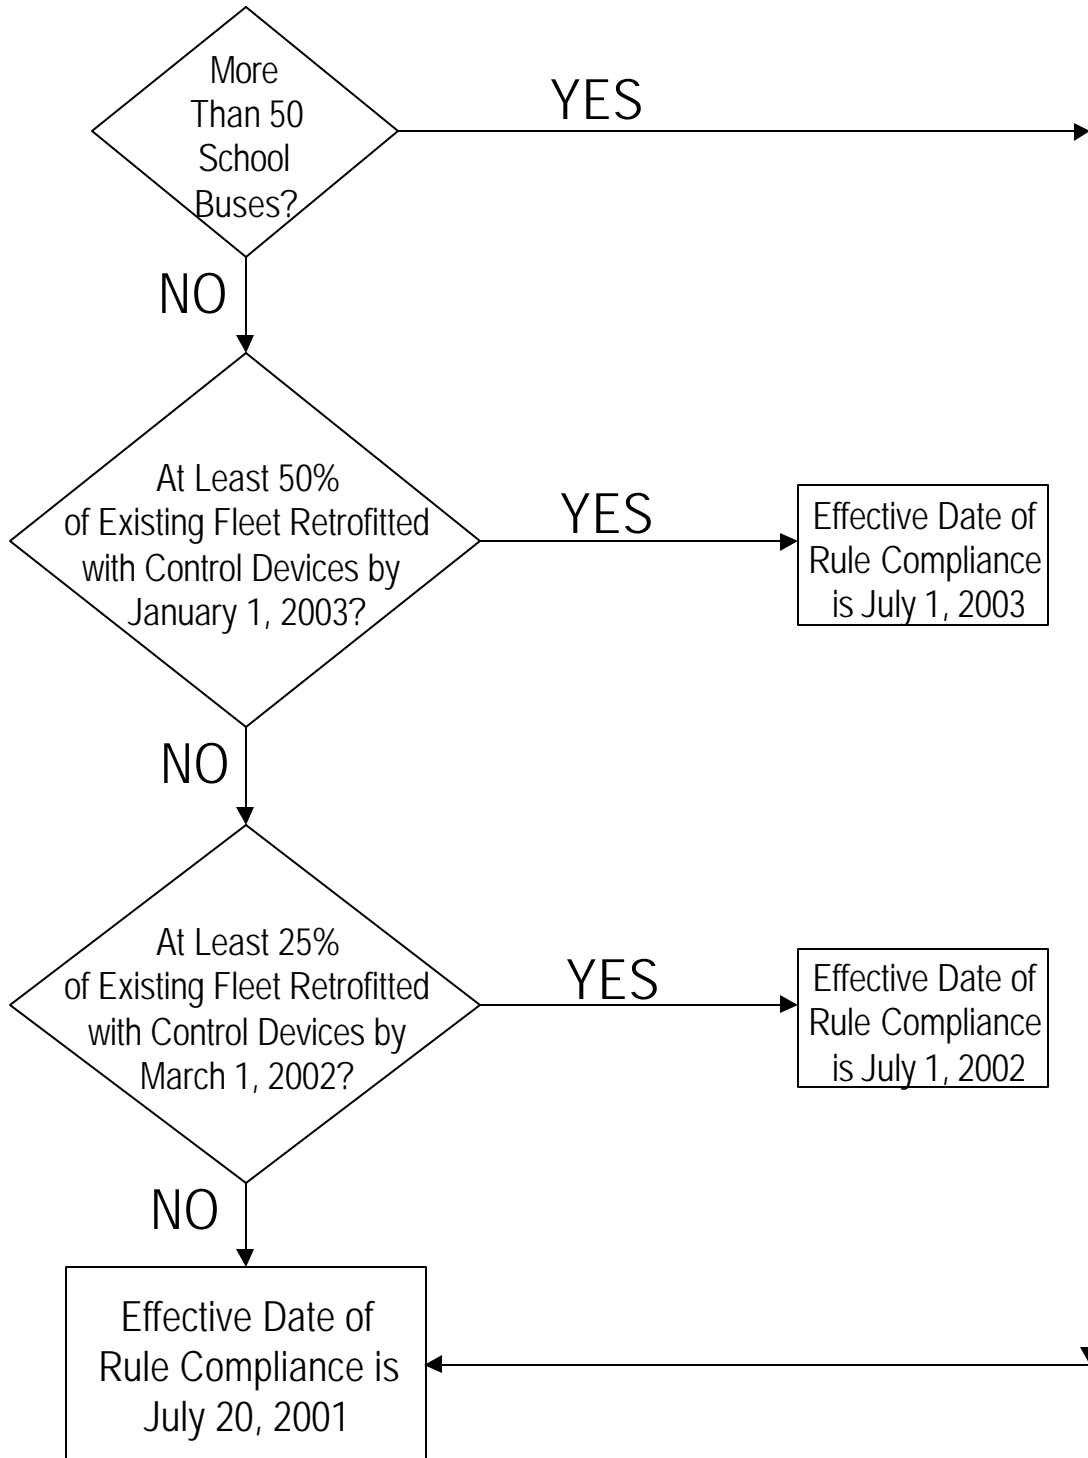 More
Than 50
School
Buses?
YES
NO
At Least 50%
of Existing Fleet Retrofitted
with Control Devices by
January 1, 2003?
YES
Effective Date of
Rule Compliance
is July 1, 2003
NO
At Least 25%
of Existing Fleet Retrofitted
with Control Devices by
March 1, 2002?
YES
Effective Date of
Rule Compliance
is July 1, 2002
NO
Effective Date of
Rule Compliance is
July 20, 2001